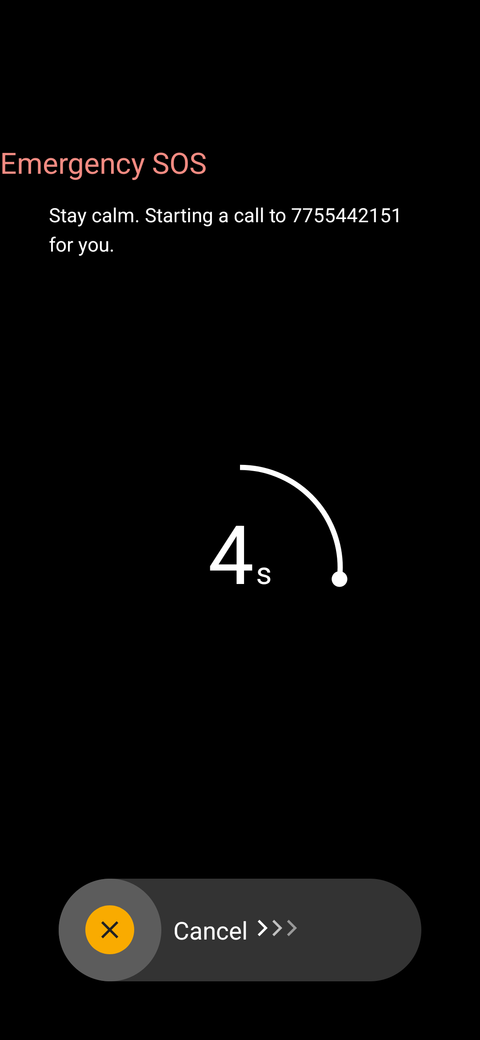 Emergency SOS
Stay calm. Starting a call to 7755442151
for you.
4s
Cancel